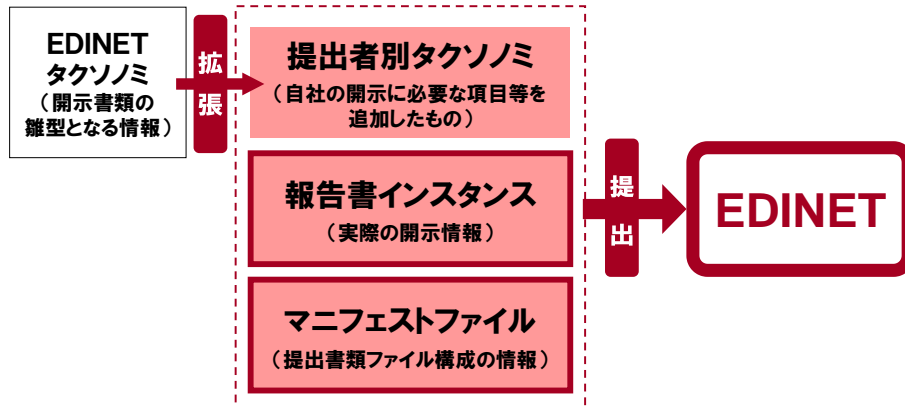 EDINET
タクソノミ
（開示書類の
雛型となる情報）
拡張
提出者別タクソノミ
（自社の開示に必要な項目等を
追加したもの）
報告書インスタンス
（実際の開示情報）
マニフェストファイル
（提出書類ファイル構成の情報）
提出
EDINET